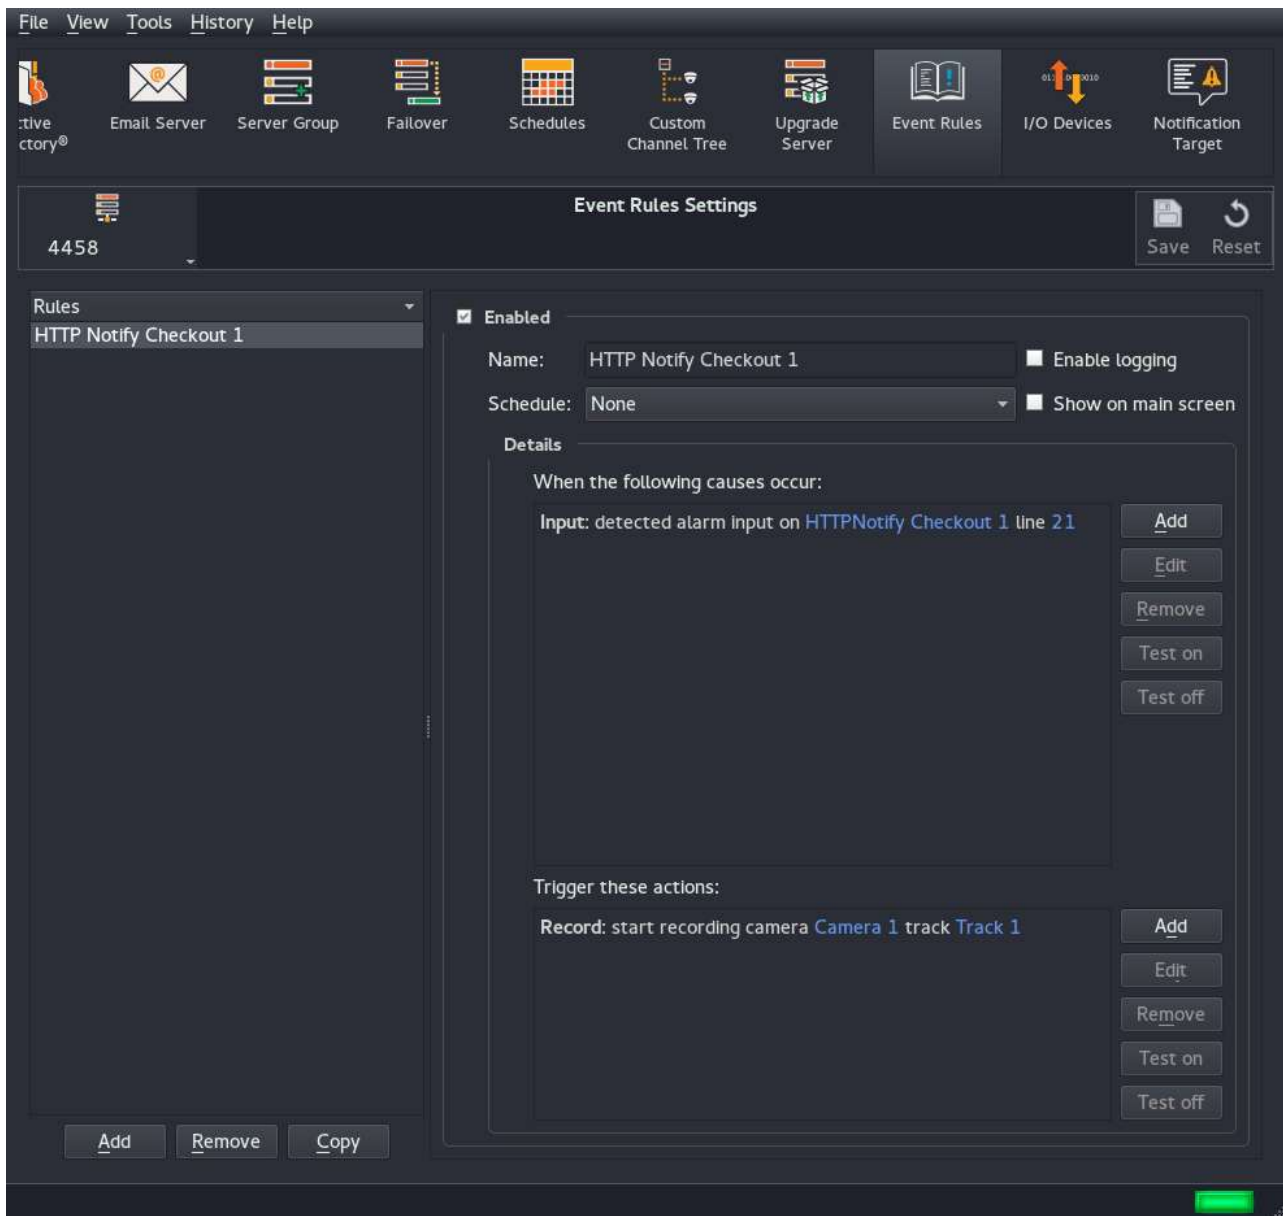 File View Tools History Help
ctive
ctory®
Email Server
Server Group
Failover
Schedules
Custom
Channel Tree
Upgrade
Server
Event Rules
I/O Devices
Notification
Target
4458
Event Rules Settings
Save Reset
Rules
HTTP Notify Checkout 1
Enabled
Name: HTTP Notify Checkout 1 Enable logging
Schedule: None Show on main screen
Details
When the following causes occur:
Input: detected alarm input on HTTPNotify Checkout 1 line 21
Add
Edit
Remove
Test on
Test off
Trigger these actions:
Record: start recording camera Camera 1 track Track 1
Add
Edit
Remove
Test on
Test off
Add Remove Copy